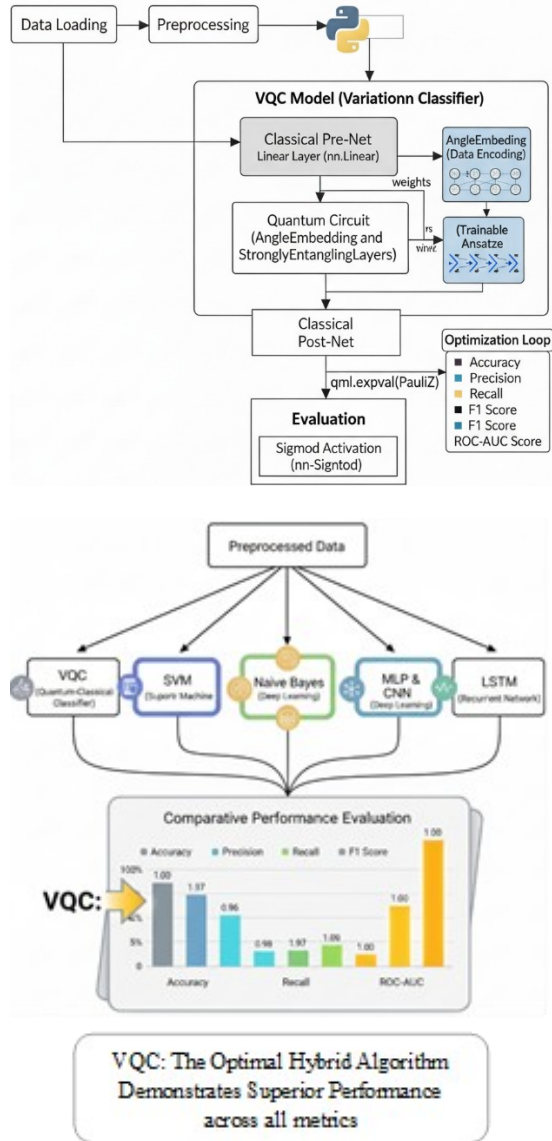 Data Loading
Preprocessing
VQC Model (Variationn Classifier)
Classical Pre-Net
Linear Layer (nn.Linear)
AngleEmbeding
(Data Encoding)
weights
Quantum Circuit
(AngleEmbedding and
StronglyEntanglingLayers)
rs
(Trainable
Ansatze
Classical
Post-Net
qml.expval(PauliZ)
Optimization Loop
Accuracy
Precision
Recall
F1 Score
F1 Score
ROC-AUC Score
Evaluation
Sigmod Activation
(nn-Signtod)
Preprocessed Data
VQC
(Quantum-Classical
Classifier)
SVM
(Suportr Machine
Naive Bayes
(Deep Learning)
MLP &
CNN
(Deep Learning)
LSTM
(Recurrent Network)
Comparative Performance Evaluation
Accuracy Precision Recall F1 Score
VQC:
100%
5%
0
1.00
1.97
0.96
0.98
1.97
1.00
1.00
Accuracy Recall ROC-AUC
VQC: The Optimal Hybrid Algorithm
Demonstrates Superior Performance
across all metrics